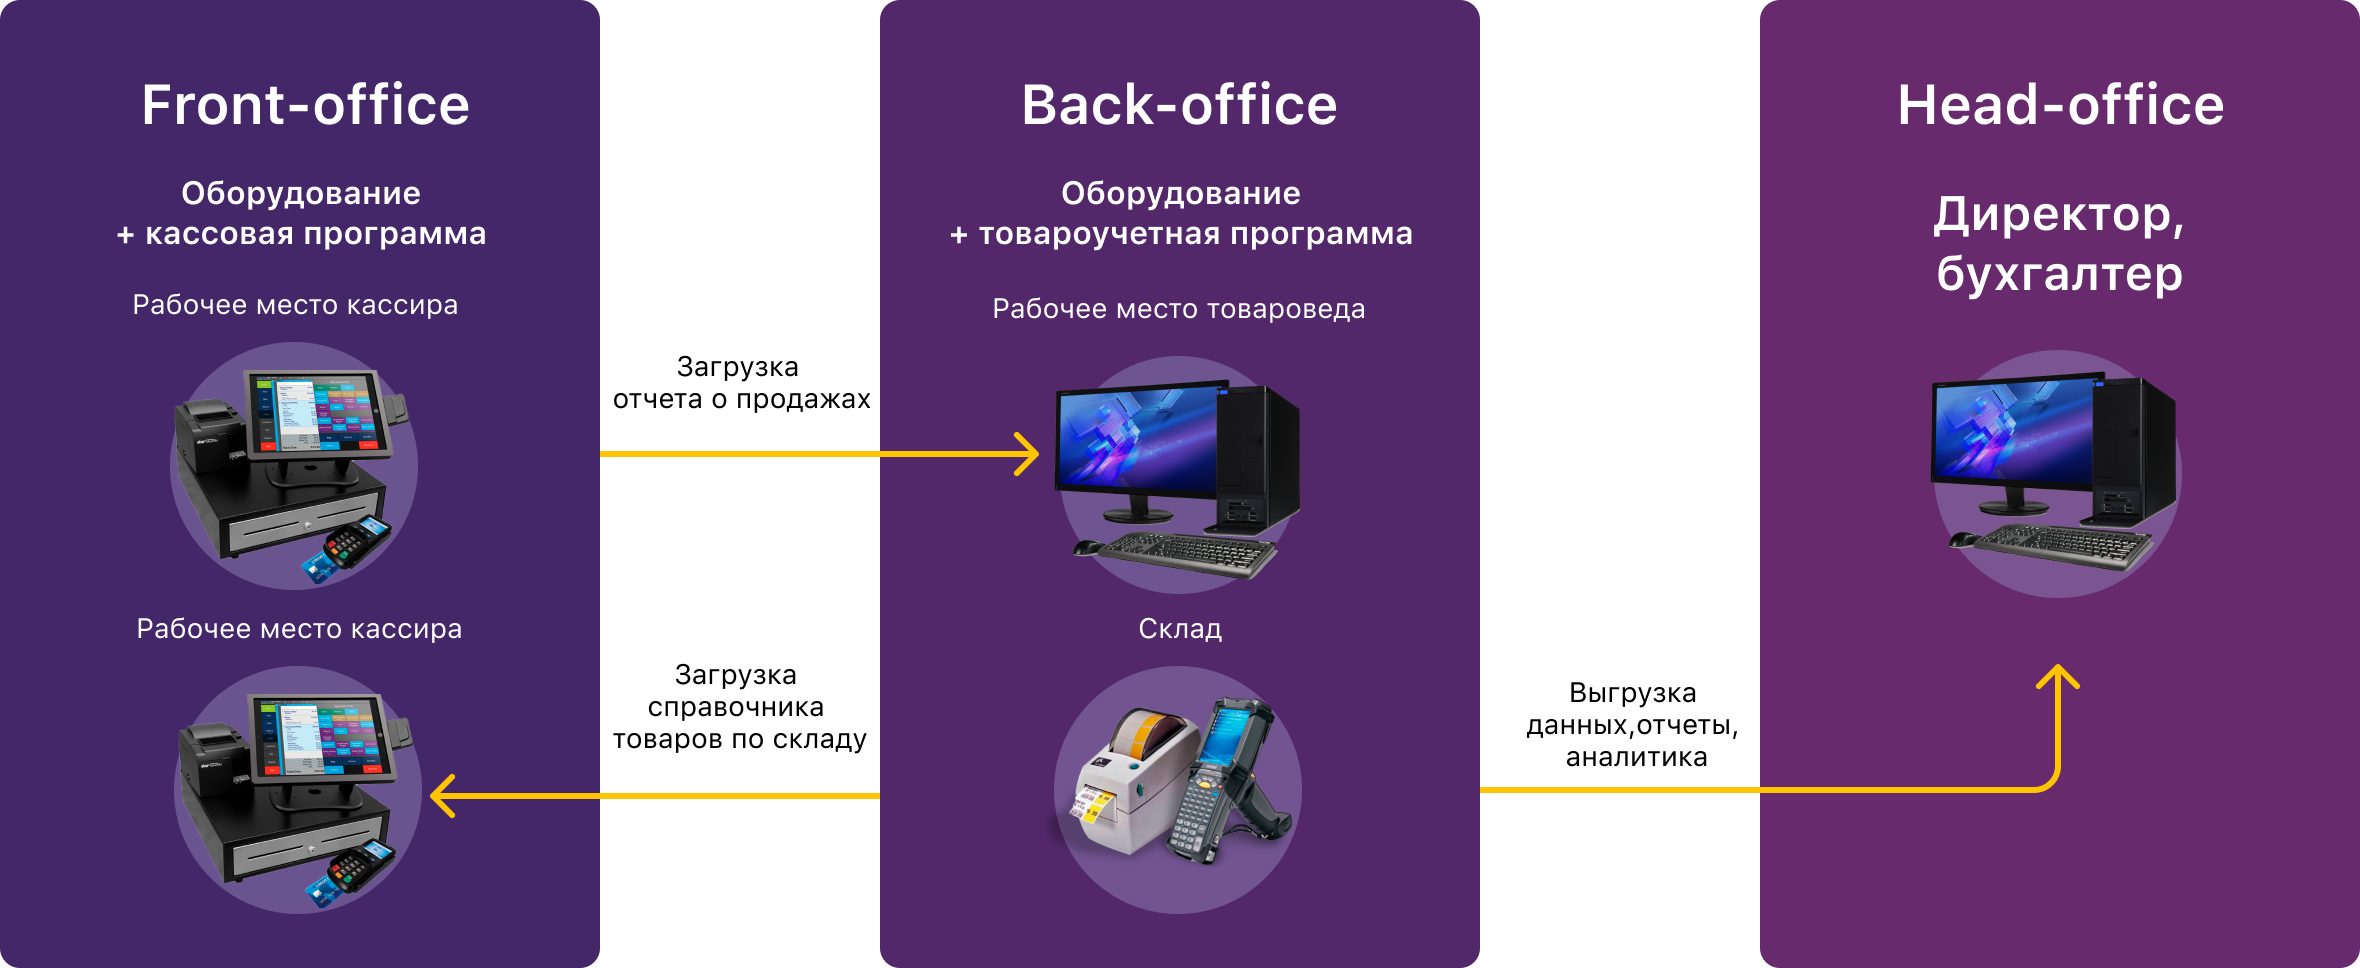 Front-office
Оборудование
+ кассовая программа
Рабочее место кассира
Рабочее место кассира
Загрузка
отчета о продажах
Загрузка
справочника
товаров по складу
Back-office
Оборудование
+ товароучетная программа
Рабочее место товароведа
Склад
Выгрузка
данных,отчеты,
аналитика
Head-office
Директор,
бухгалтер